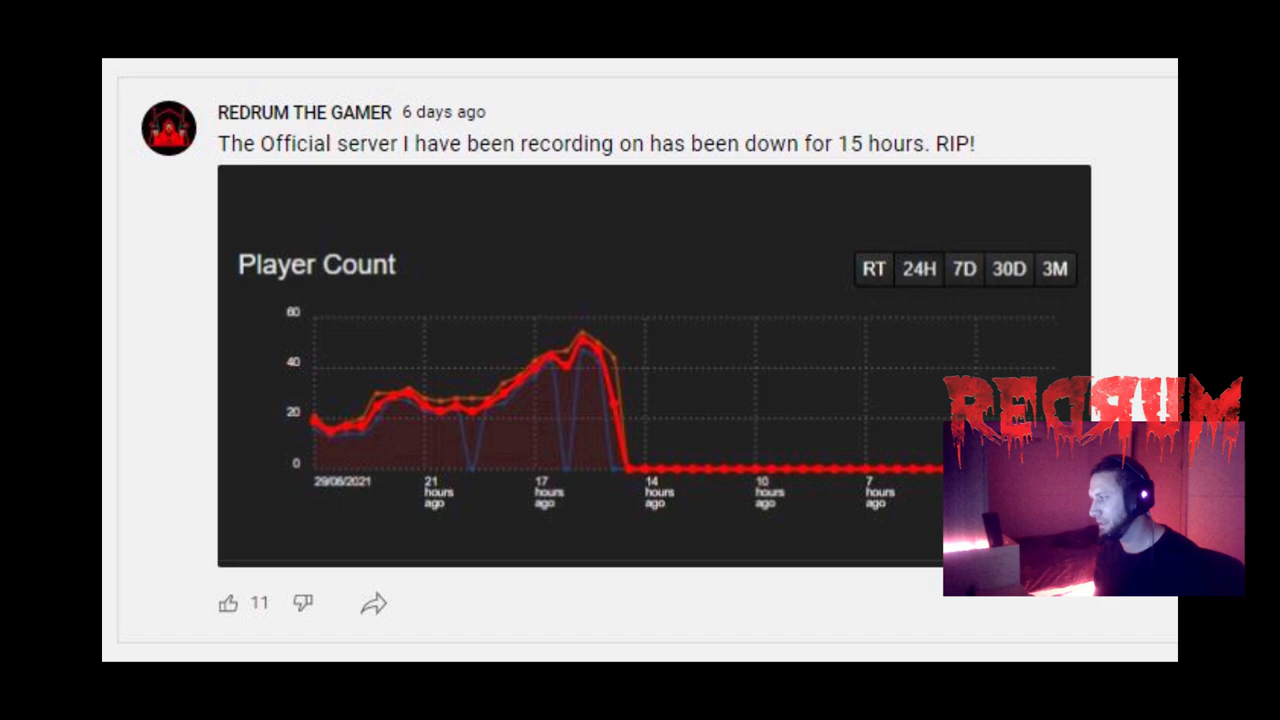 REDRUM THE GAMER 6 days ago
The Official server I have been recording on has been down for 15 hours. RIP!
Player Count
RT 24H 7D 30D 3M
60
40
20
0
29/08/2021
21 hours ago
17 hours ago
14 hours ago
10 hours ago
7 hours ago
REDRUM
11